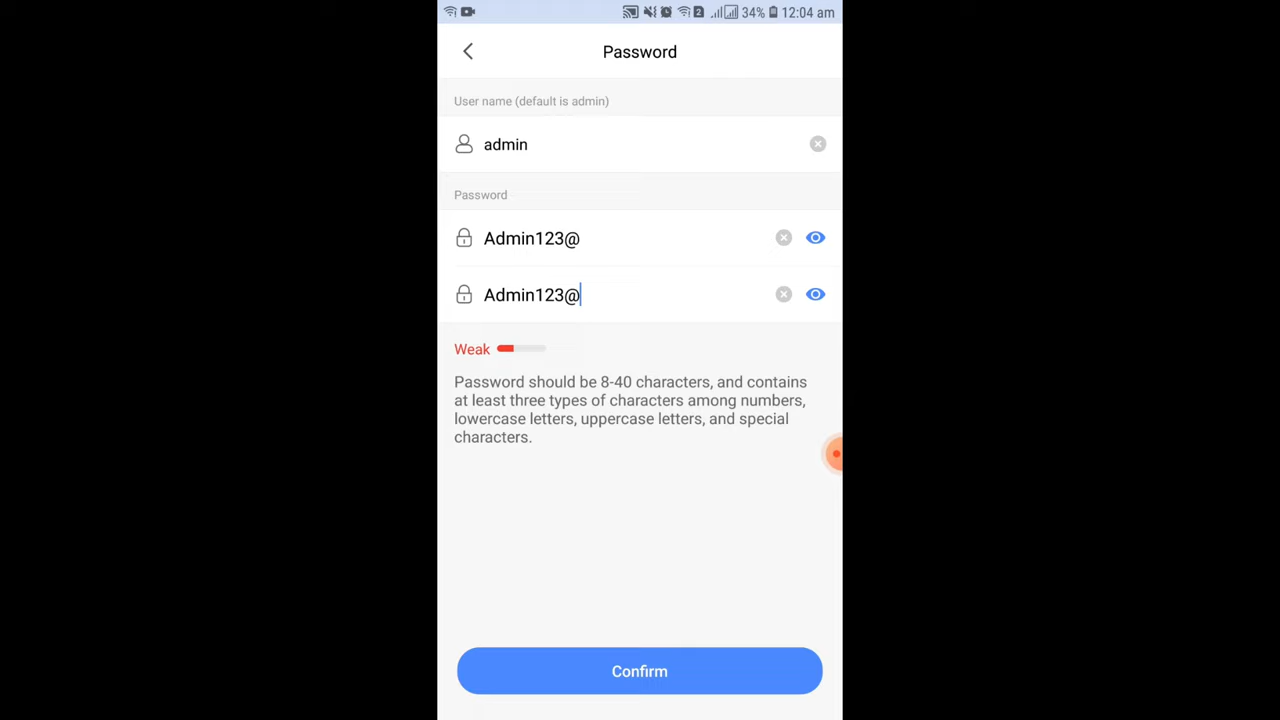 2 34% 12:04 am
Password
User name (default is admin)
admin
Password
Admin123@
Admin123@
Weak
Password should be 8-40 characters, and contains
at least three types of characters among numbers,
lowercase letters, uppercase letters, and special
characters.
Confirm